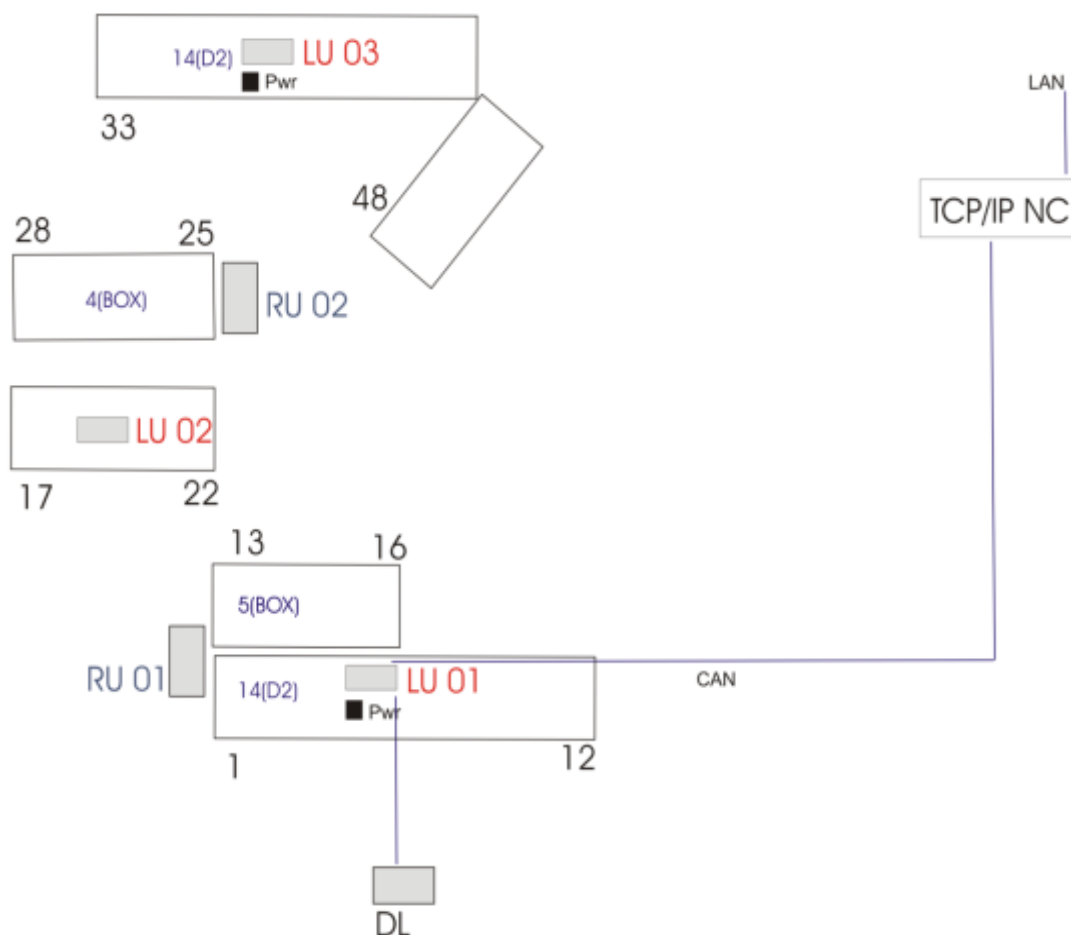 14(D2)
LU 03
Pwr
LAN
33
48
TCP/IP NC
28
25
4(BOX)
RU 02
LU 02
17
22
13
16
5(BOX)
RU 01
14(D2)
LU 01
CAN
Pwr
1
12
DL